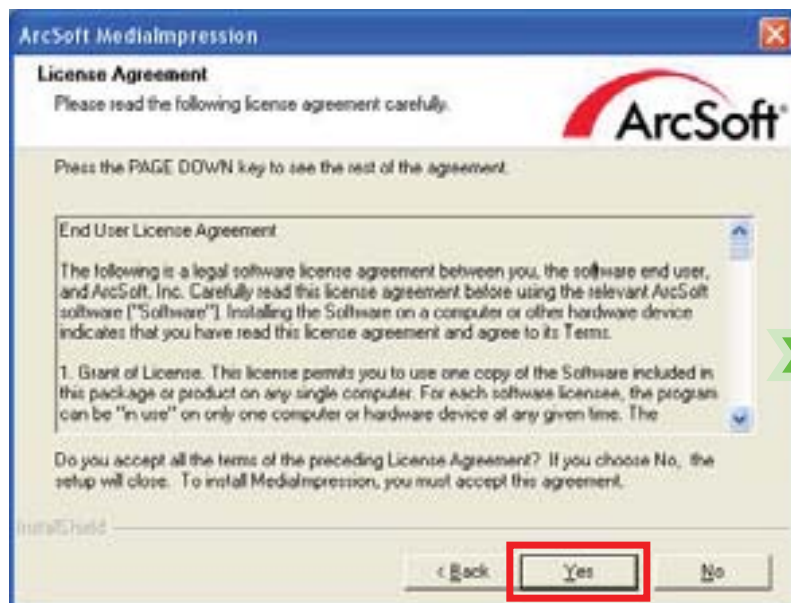 ArcSoft MediaImpression
License Agreement
Please read the following license agreement carefully.
ArcSoft
Press the PAGE DOWN key to see the rest of the agreement.
End User License Agreement
The following is a legal software license agreement between you, the software end user,
and ArcSoft, Inc. Carefully read this license agreement before using the relevant ArcSoft
software ("Software"). Installing the Software on a computer or other hardware device
indicates that you have read this license agreement and agree to its Terms.
1. Grant of License. This license permits you to use one copy of the Software included in
this package or product on any single computer. For each software licensee, the program
can be "in use" on only one computer or hardware device at any given time. The
Do you accept all the terms of the preceding License Agreement? If you choose No, the
setup will close. To install MediaImpression, you must accept this agreement.
InstallShield
< Back Yes No